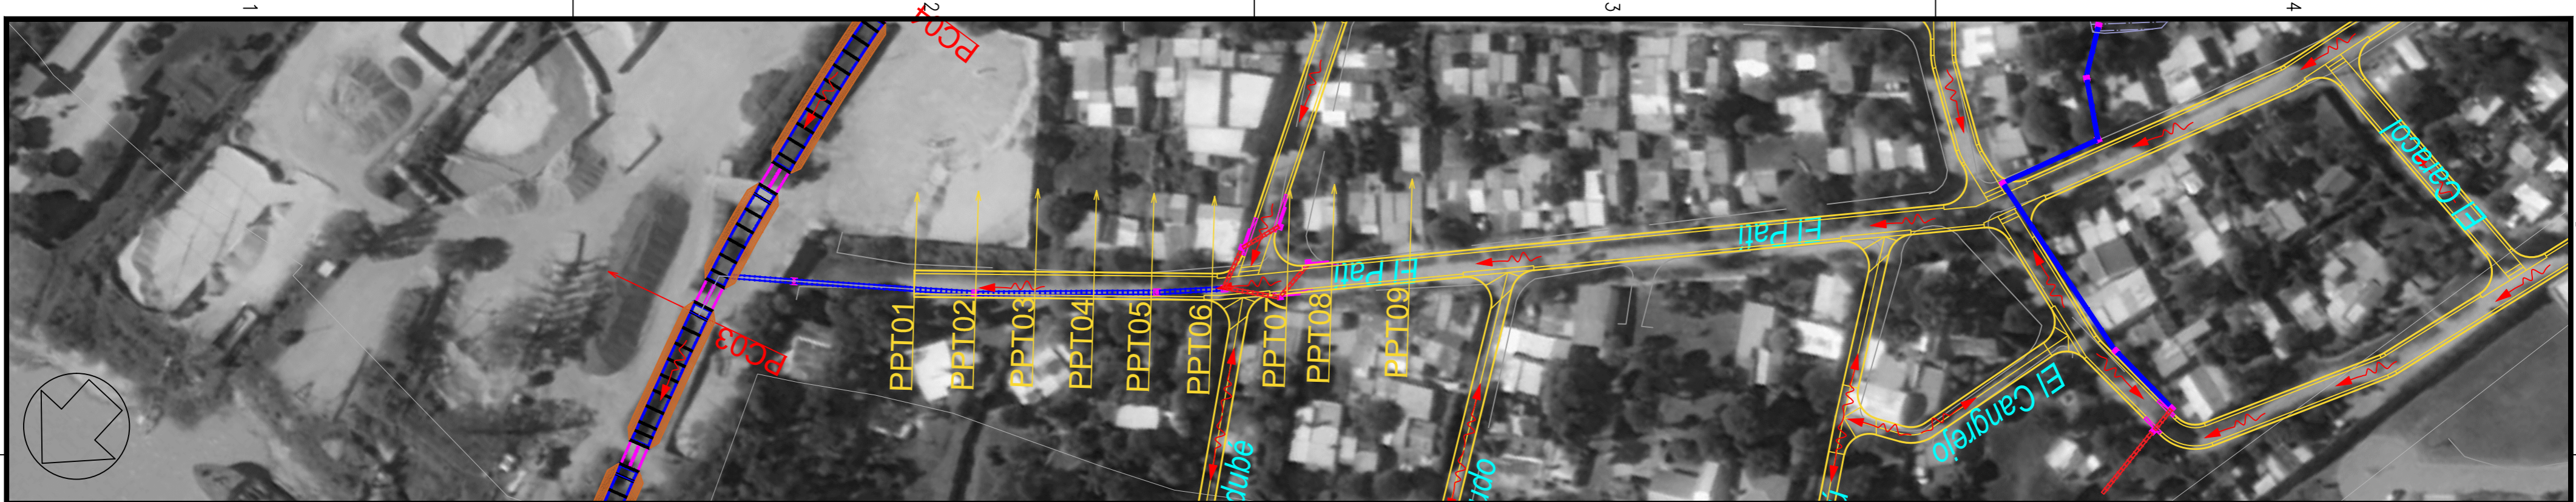 1
2
3
4
PC04
PC03
PPT01
PPT02
PPT03
PPT04
PPT05
PPT06
PPT07
PPT08
PPT09
El Pati
El Pati
El Caracol
El Cangrejo